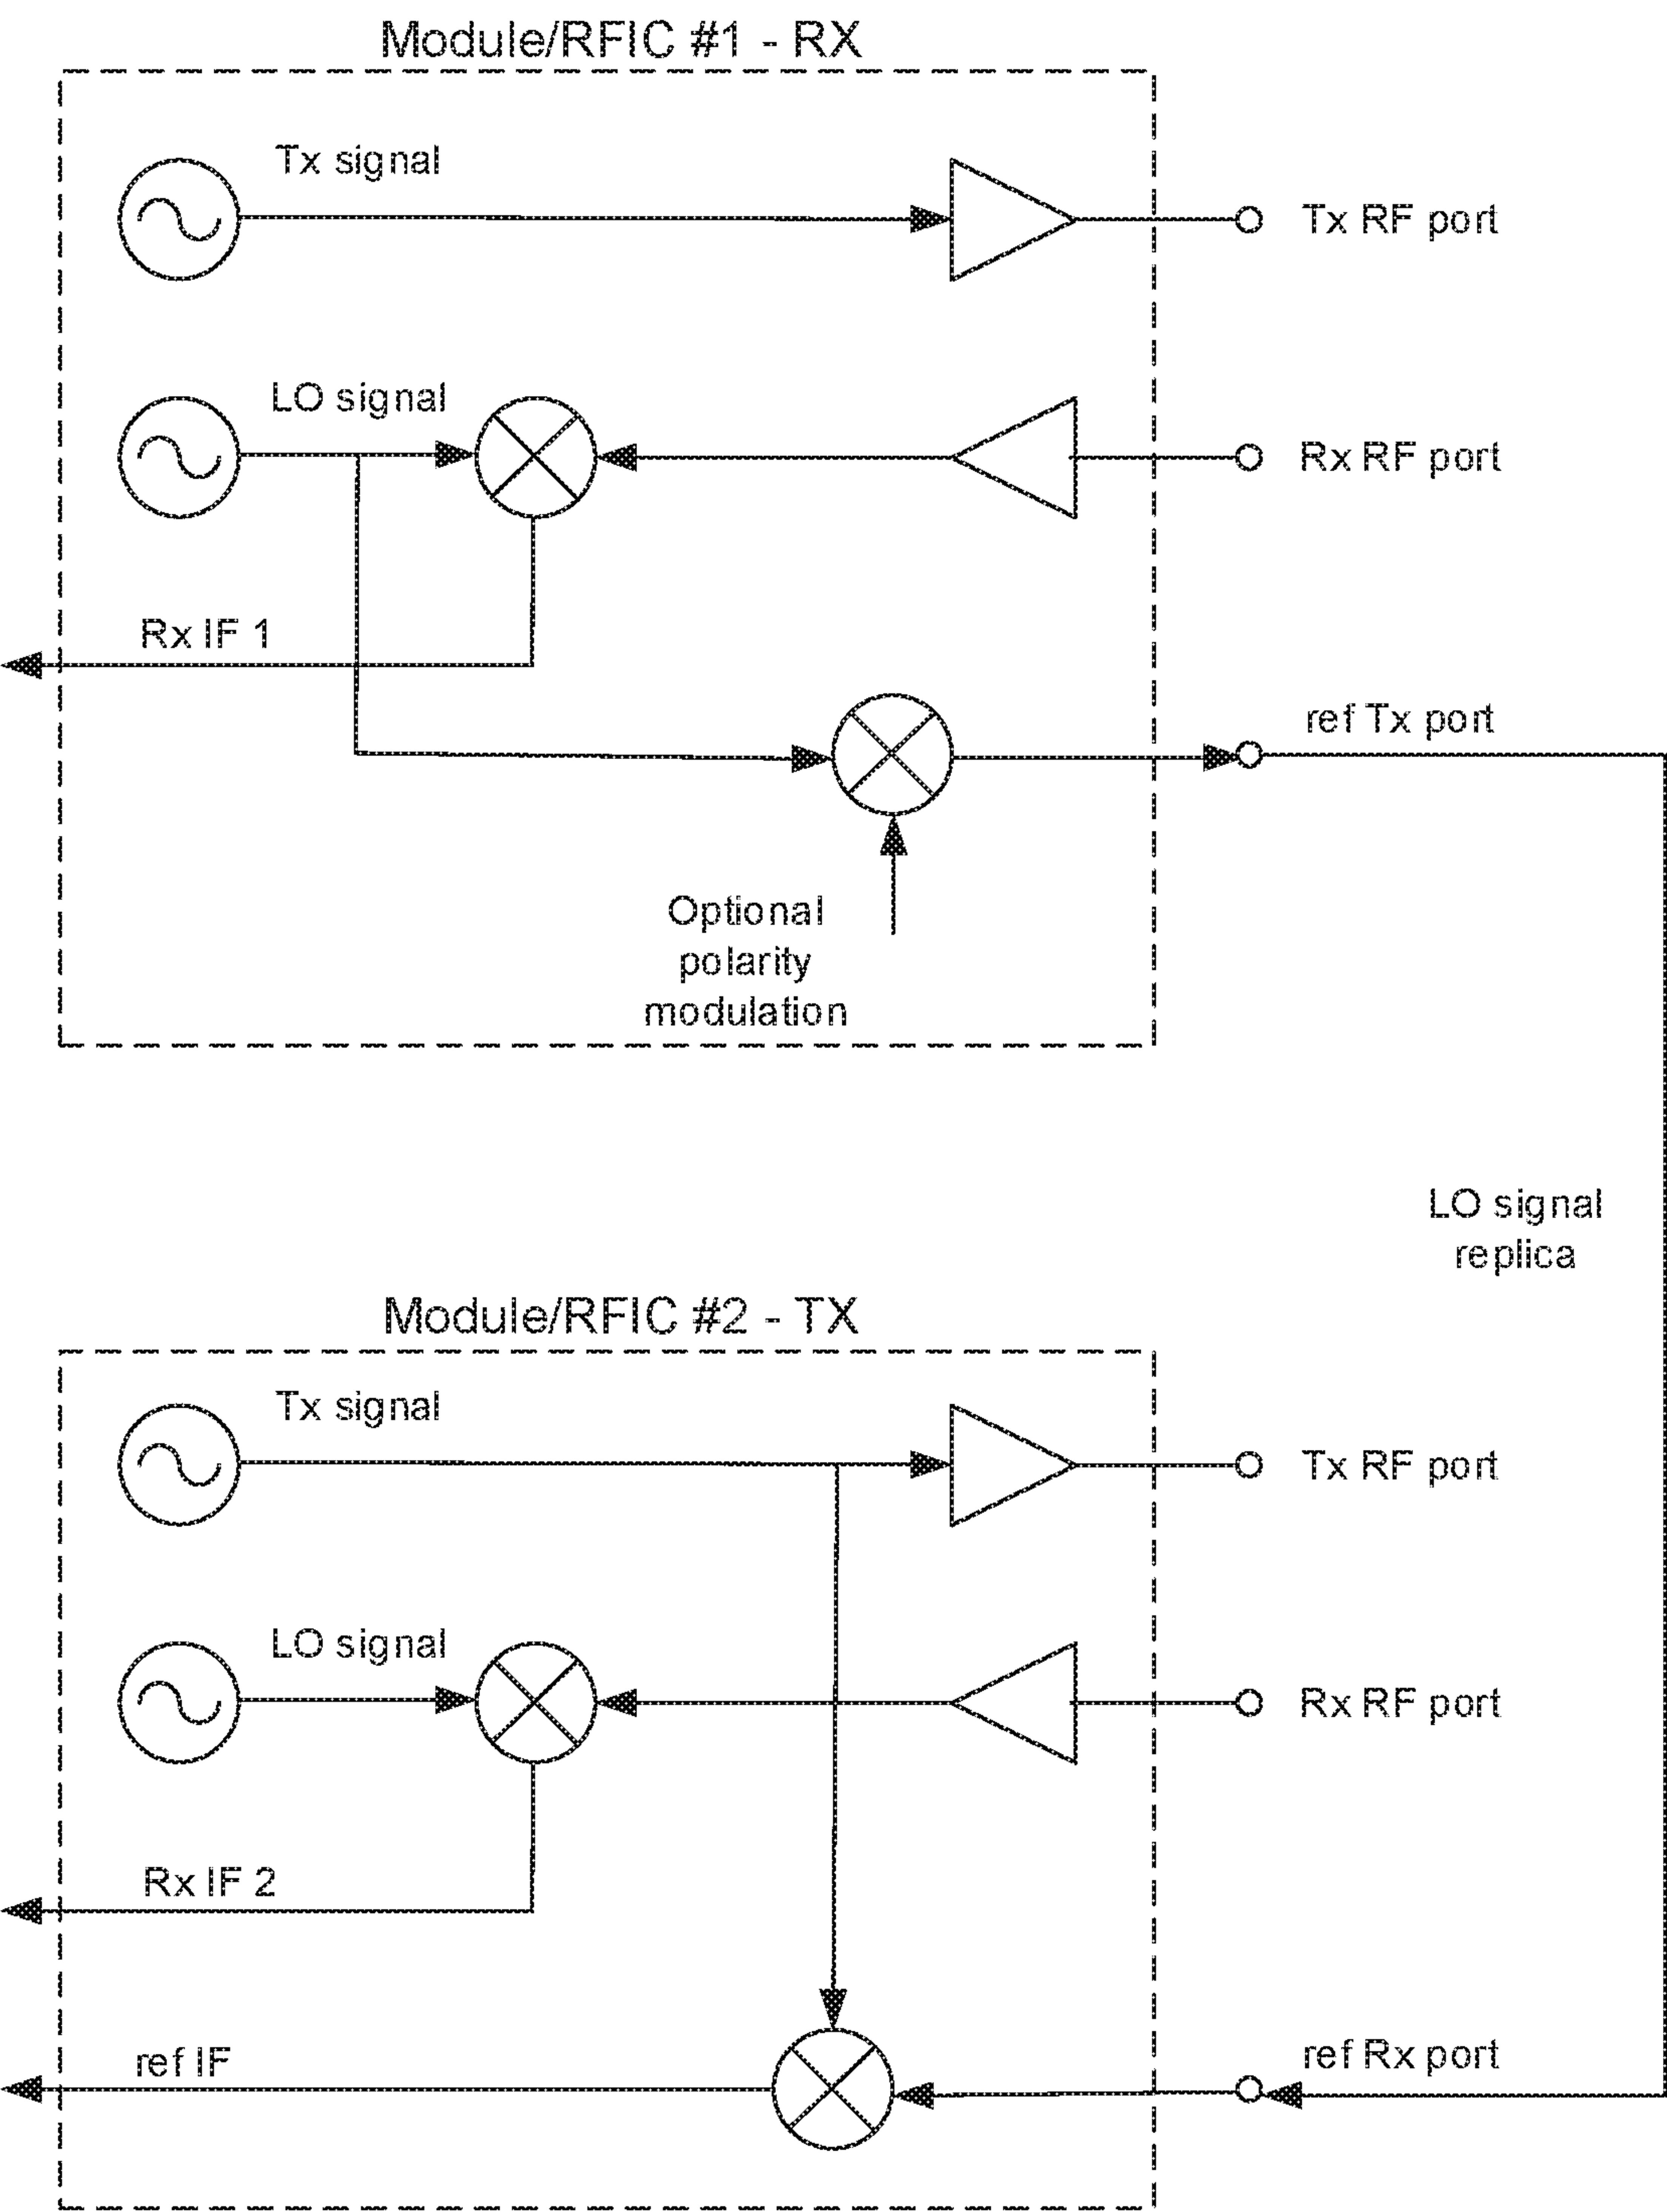 Module/RFIC #1 - RX
Tx signal
Tx RF port
LO signal
Rx RF port
Rx IF 1
ref Tx port
Optional
polarity
modulation
LO signal
replica
Module/RFIC #2 - TX
Tx signal
Tx RF port
LO signal
Rx RF port
Rx IF 2
ref IF
ref Rx port